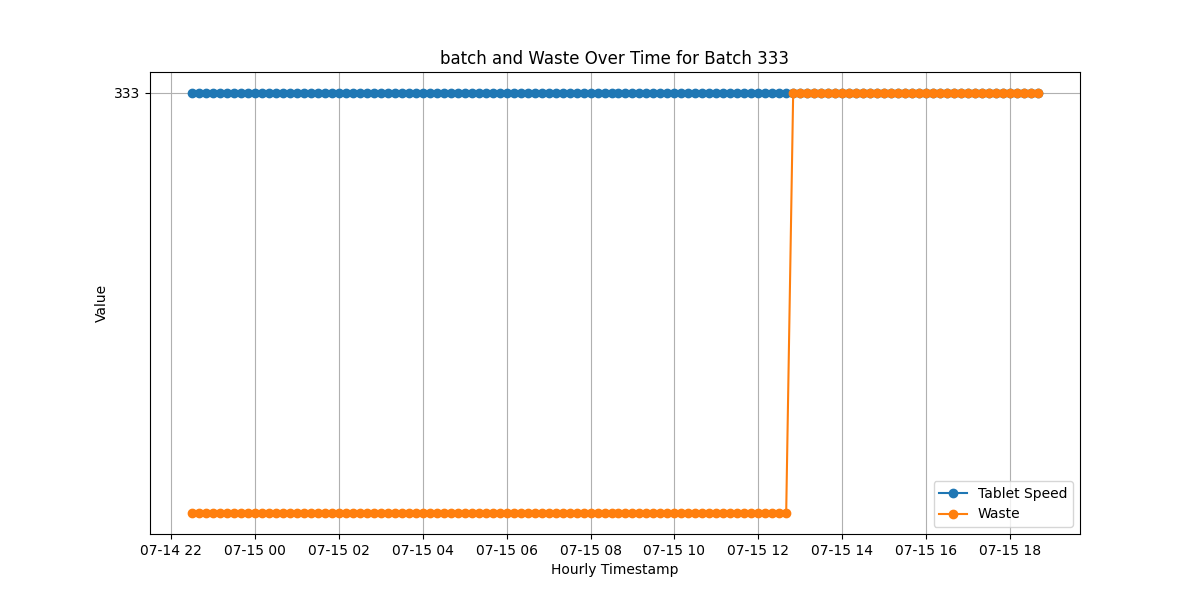 batch and Waste Over Time for Batch 333
333
Value
Tablet Speed
Waste
07-14 22 07-15 00 07-15 02 07-15 04 07-15 06 07-15 08 07-15 10 07-15 12 07-15 14 07-15 16 07-15 18
Hourly Timestamp